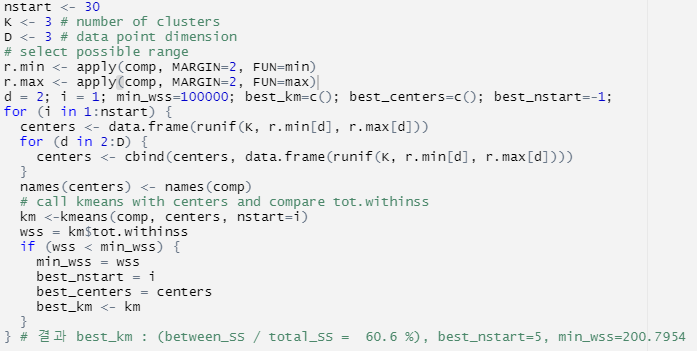 nstart <- 30
K <- 3 # number of clusters
D <- 3 # data point dimension
# select possible range
r.min <- apply(comp, MARGIN=2, FUN=min)
r.max <- apply(comp, MARGIN=2, FUN=max)
d = 2; i = 1; min_wss=100000; best_km=c(); best_centers=c(); best_nstart=-1;
for (i in 1:nstart) {
  centers <- data.frame(runif(K, r.min[d], r.max[d]))
  for (d in 2:D) {
    centers <- cbind(centers, data.frame(runif(K, r.min[d], r.max[d])))
  }
  names(centers) <- names(comp)
  # call kmeans with centers and compare tot.withinss
  km <-kmeans(comp, centers, nstart=i)
  wss = km$tot.withinss
  if (wss < min_wss) {
    min_wss = wss
    best_nstart = i
    best_centers = centers
    best_km <- km
  }
} # 결과 best_km : (between_SS / total_SS =  60.6 %), best_nstart=5, min_wss=200.7954